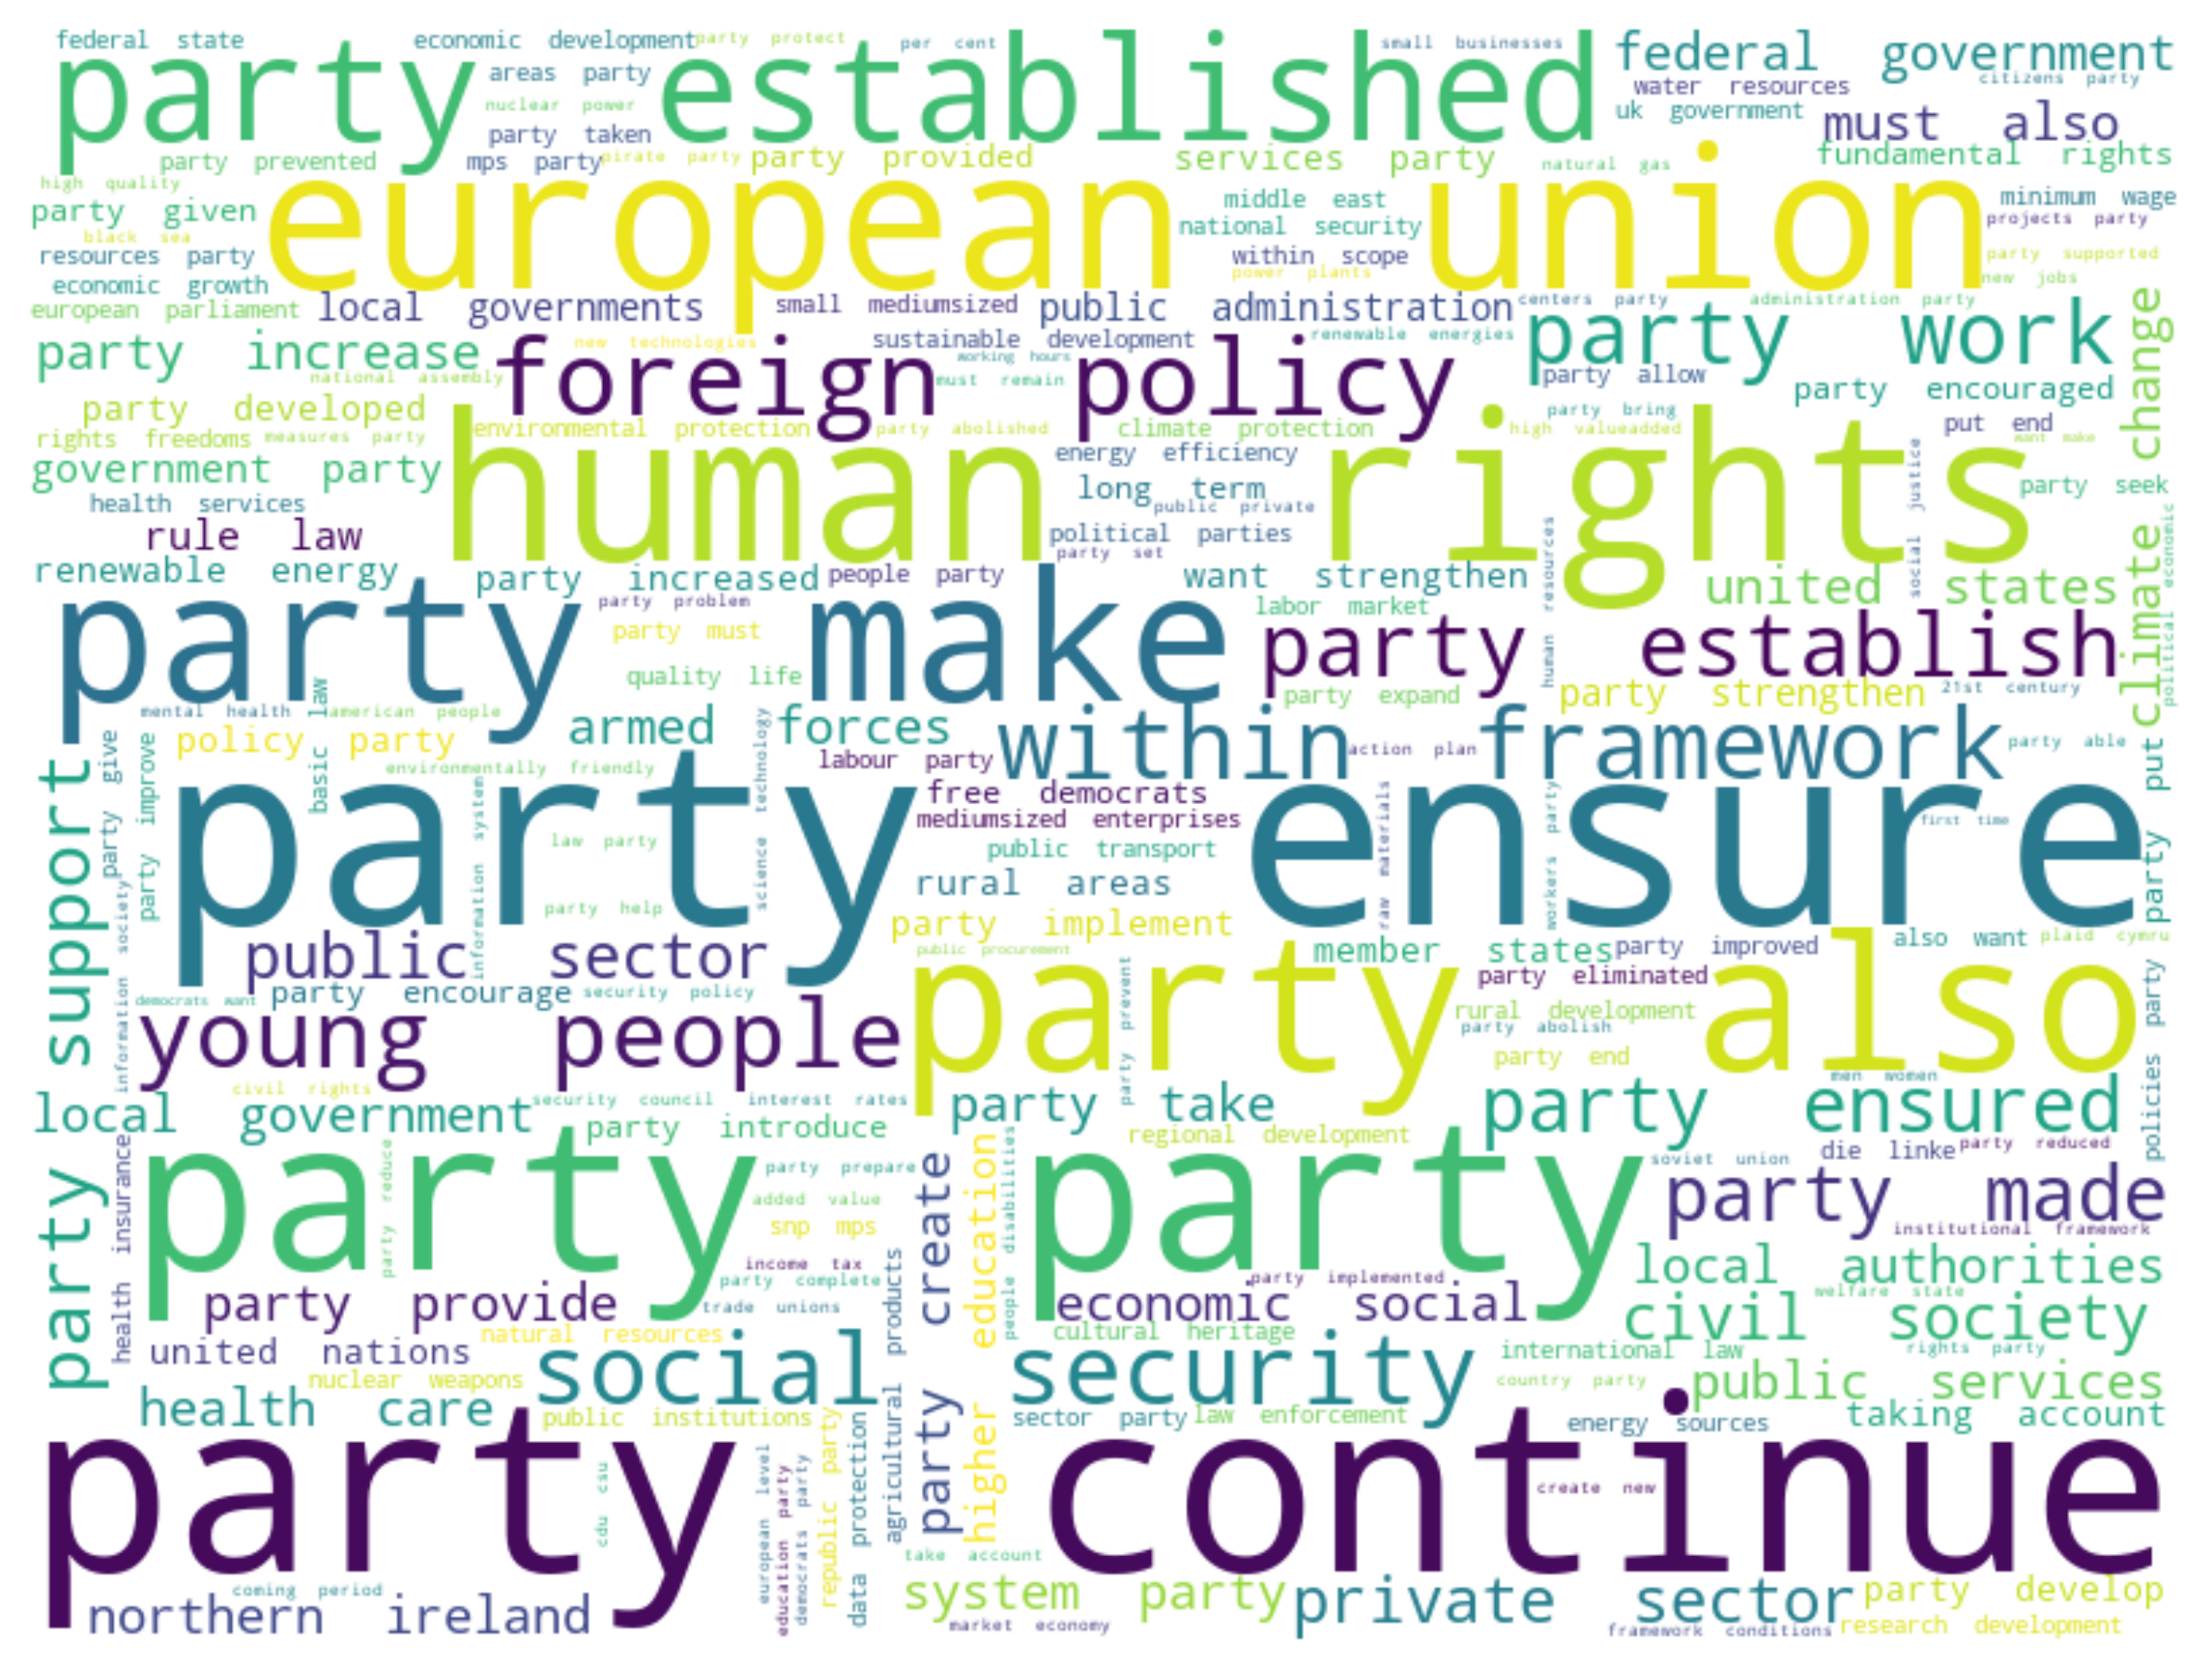 federal state
economic development
party protect
per cent
small businesses
federal government
party established
areas party
water resources
citizens party
nuclear power
uk government
party taken
must also
party prevented
mps party
pirate party
party provided
services party
natural gas
fundamental rights
high quality
european union
middle east
minimum wage
party given
national security
projects party
black sea
resources party
within scope
party supported
economic growth
power plants
new jobs
european parliament
local governments
small mediumsized
public administration
centers party
administration party
party increase
new technologies
sustainable development
renewable energies
party work
foreign policy
working hours
national assembly
must remain
party allow
party encouraged
climate change
party developed
party bring
put end
rights freedoms
measures party
environmental protection
party abolished
climate protection
high valueadded
want make
government party
human rights
energy efficiency
social justice
long term
party seek
health services
public private
rule law
political parties
human resources
party set
political economic
renewable energy
party increased
people party
want strengthen
united states
party make
party problem
labor market
party must
party establish
quality life
party expand
party strengthen
21st century
mental health
basic law
american people
armed forces
science technology
within framework
policy party
party give
party improve
action plan
party able
party put
environmentally friendly
labour party
party support
party ensure
information system
free democrats
raw materials
workers party
mediumsized enterprises
first time
law party
public transport
information society
rural areas
party help
party implement
public sector
public procurement
member states
party improved
also want
plaid cymru
party eliminated
party also
democrats want
party encourage
security policy
party prevent
rural development
policies party
young people
party abolish
party end
civil rights
men women
local government
security council
interest rates
party take
party ensured
party introduce
regional development
health insurance
party reduce
people disabilities
die linke
party reduced
party established
party prepare
party create
higher education
soviet union
party made
added value
snp mps
institutional framework
income tax
agricultural products
local authorities
party complete
party implemented
party provide
trade unions
economic social
welfare state
civil society
natural resources
cultural heritage
united nations
social security
international law
rights party
nuclear weapons
country party
public services
health care
public institutions
sector party
law enforcement
energy sources
taking account
party continue
cdu csu
european level
education party
democrats party
republic party
data protection
create new
take account
coming period
northern ireland
system party
private sector
party develop
market economy
framework conditions
research development